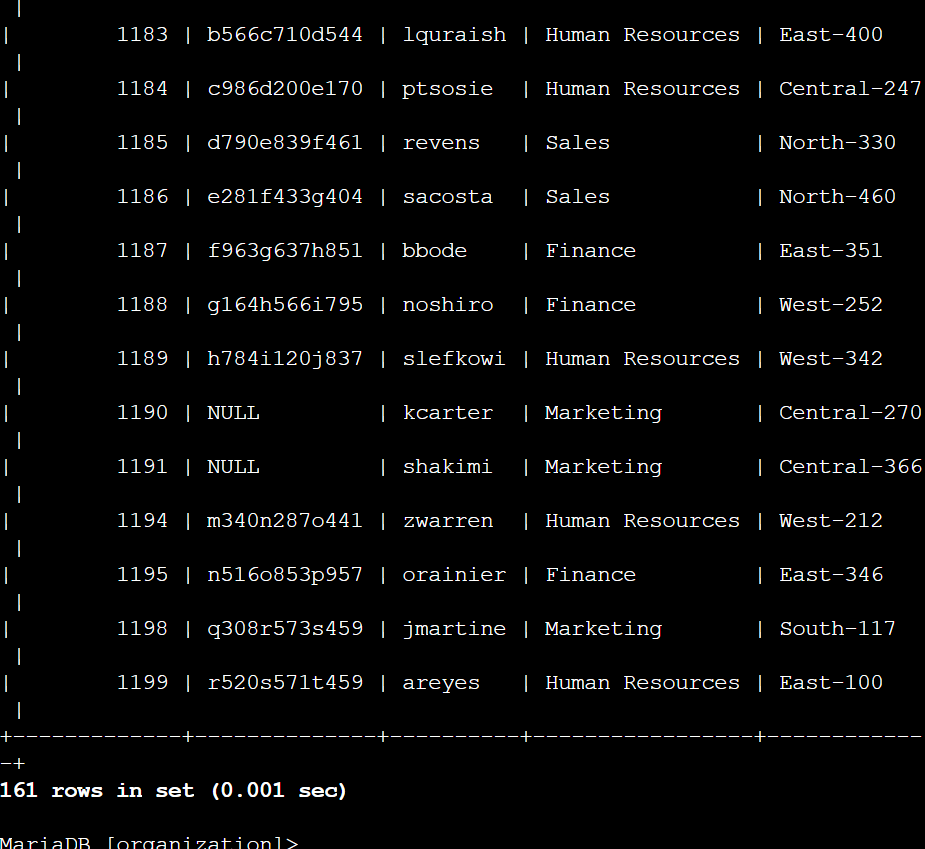 |
|        1183 | b566c710d544 | lquraish | Human Resources | East-400
 |
|        1184 | c986d200e170 | ptsosie  | Human Resources | Central-247
 |
|        1185 | d790e839f461 | revens   | Sales           | North-330
 |
|        1186 | e281f433g404 | sacosta  | Sales           | North-460
 |
|        1187 | f963g637h851 | bbode    | Finance         | East-351
 |
|        1188 | g164h566i795 | noshiro  | Finance         | West-252
 |
|        1189 | h784i120j837 | slefkowi | Human Resources | West-342
 |
|        1190 | NULL         | kcarter  | Marketing       | Central-270
 |
|        1191 | NULL         | shakimi  | Marketing       | Central-366
 |
|        1194 | m340n287o441 | zwarren  | Human Resources | West-212
 |
|        1195 | n516o853p957 | orainier | Finance         | East-346
 |
|        1198 | q308r573s459 | jmartine | Marketing       | South-117
 |
|        1199 | r520s571t459 | areyes   | Human Resources | East-100
 |
+-------------+--------------+----------+-----------------+------------
-+
161 rows in set (0.001 sec)
MariaDB [organization]>